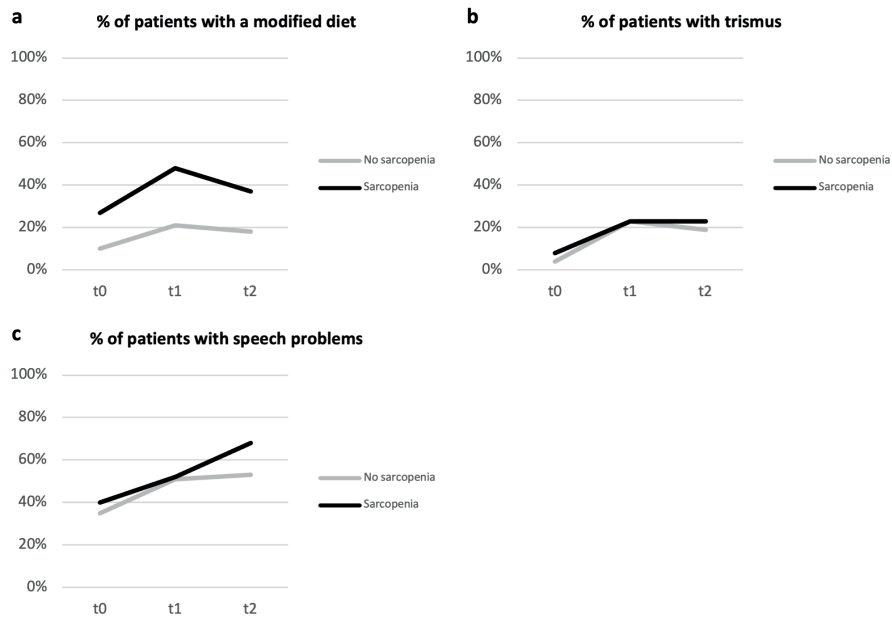 a
% of patients with a modified diet
100%
80%
60%
40%
20%
0%
t0 t1 t2
No sarcopenia
Sarcopenia
b
% of patients with trismus
100%
80%
60%
40%
20%
0%
t0 t1 t2
No sarcopenia
Sarcopenia
c
% of patients with speech problems
100%
80%
60%
40%
20%
0%
t0 t1 t2
No sarcopenia
Sarcopenia